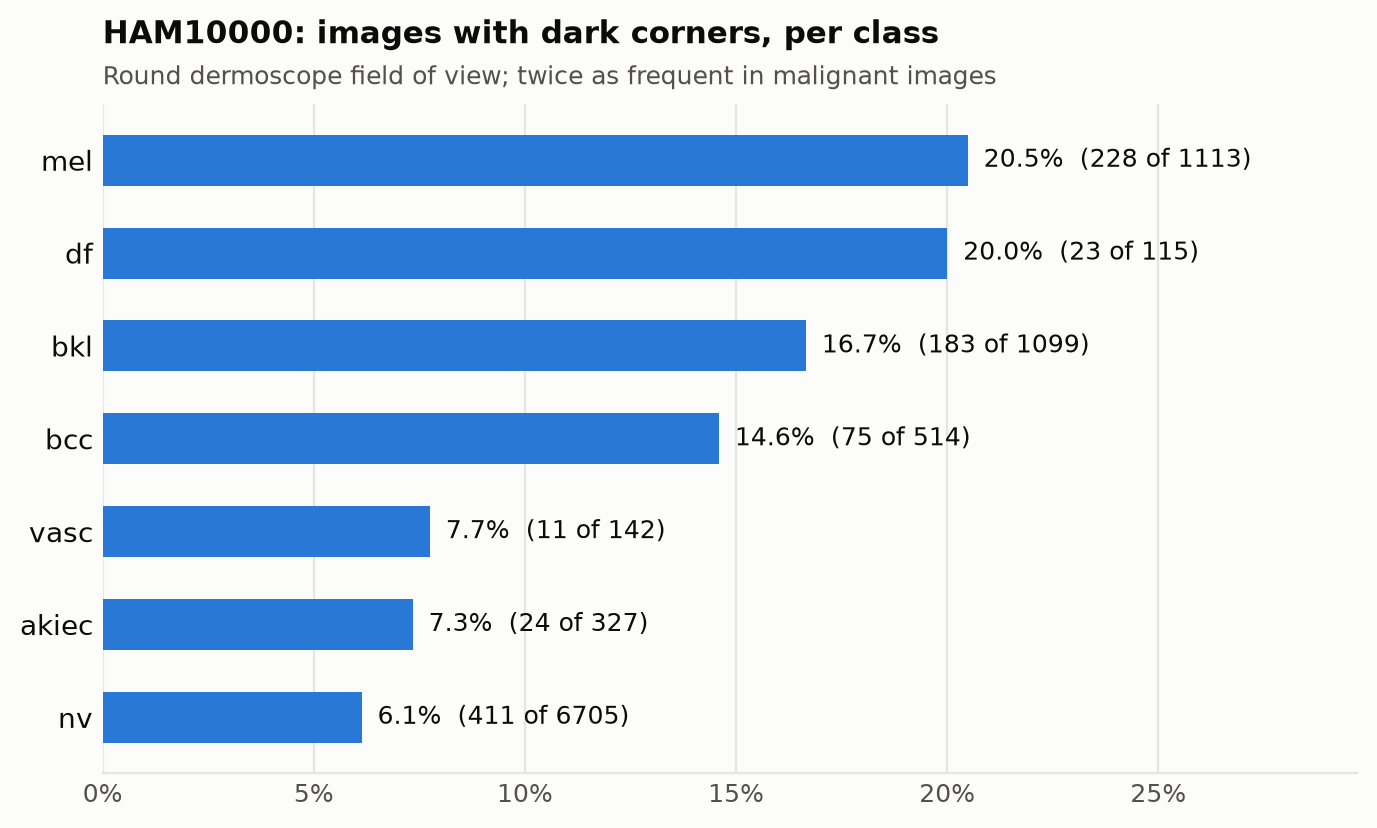 HAM10000: images with dark corners, per class
Round dermoscope field of view; twice as frequent in malignant images
mel 20.5% (228 of 1113)
df 20.0% (23 of 115)
bkl 16.7% (183 of 1099)
bcc 14.6% (75 of 514)
vasc 7.7% (11 of 142)
akiec 7.3% (24 of 327)
nv 6.1% (411 of 6705)
0% 5% 10% 15% 20% 25%